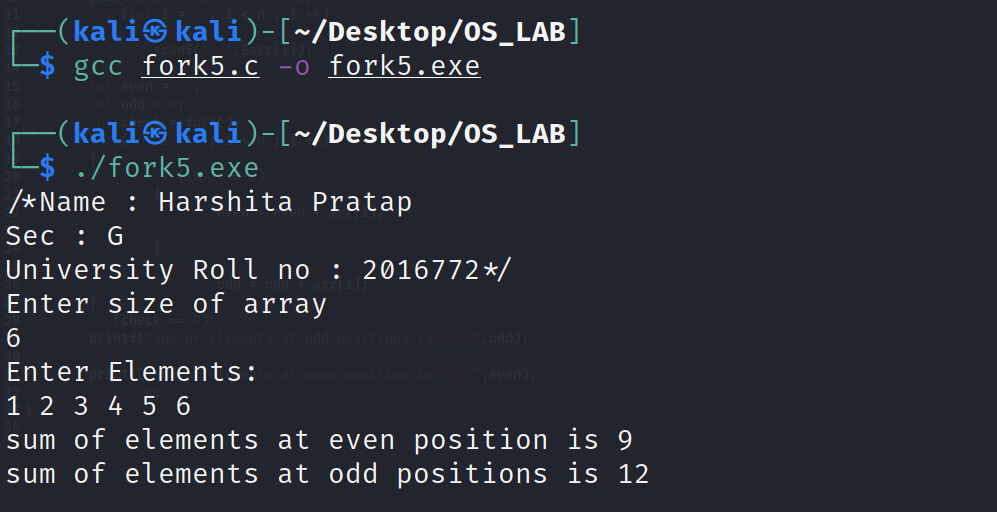 ┌──(kali㉿kali)-[~/Desktop/OS_LAB]
└─$ gcc fork5.c -o fork5.exe
┌──(kali㉿kali)-[~/Desktop/OS_LAB]
└─$ ./fork5.exe
/*Name : Harshita Pratap
Sec : G
University Roll no : 2016772*/
Enter size of array
6
Enter Elements:
1 2 3 4 5 6
sum of elements at even position is 9
sum of elements at odd positions is 12